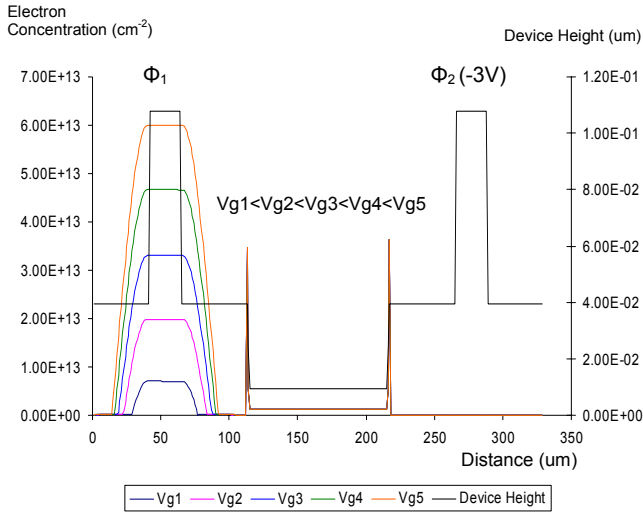 Electron
Concentration (cm-2)
Device Height (um)
7.00E+13
6.00E+13
5.00E+13
4.00E+13
3.00E+13
2.00E+13
1.00E+13
0.00E+00
Φ1
Φ2 (-3V)
Vg1<Vg2<Vg3<Vg4<Vg5
1.20E-01
1.00E-01
8.00E-02
6.00E-02
4.00E-02
2.00E-02
0.00E+00
0 50 100 150 200 250 300 350
Distance (um)
Vg1 Vg2 Vg3 Vg4 Vg5 Device Height